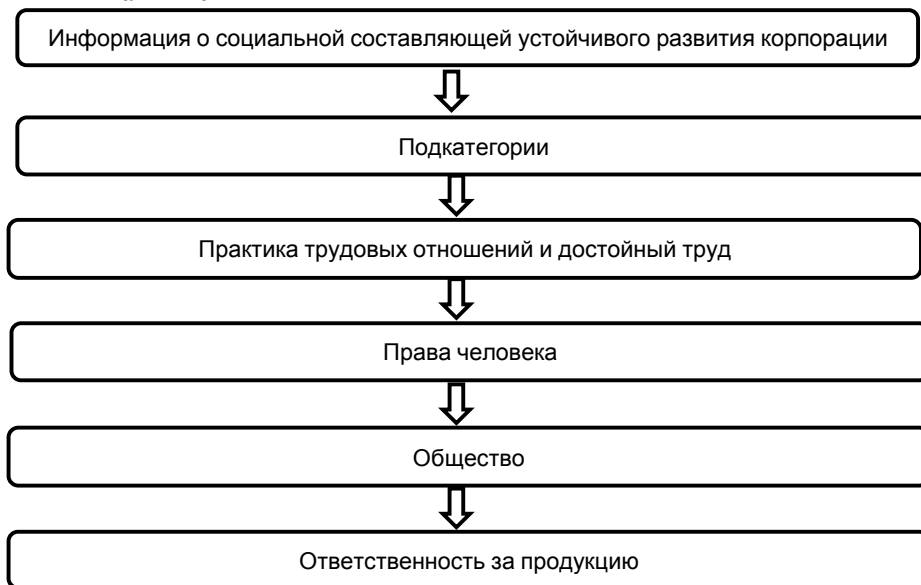 Информация о социальной составляющей устойчивого развития корпорации
Подкатегории
Практика трудовых отношений и достойный труд
Права человека
Общество
Ответственность за продукцию